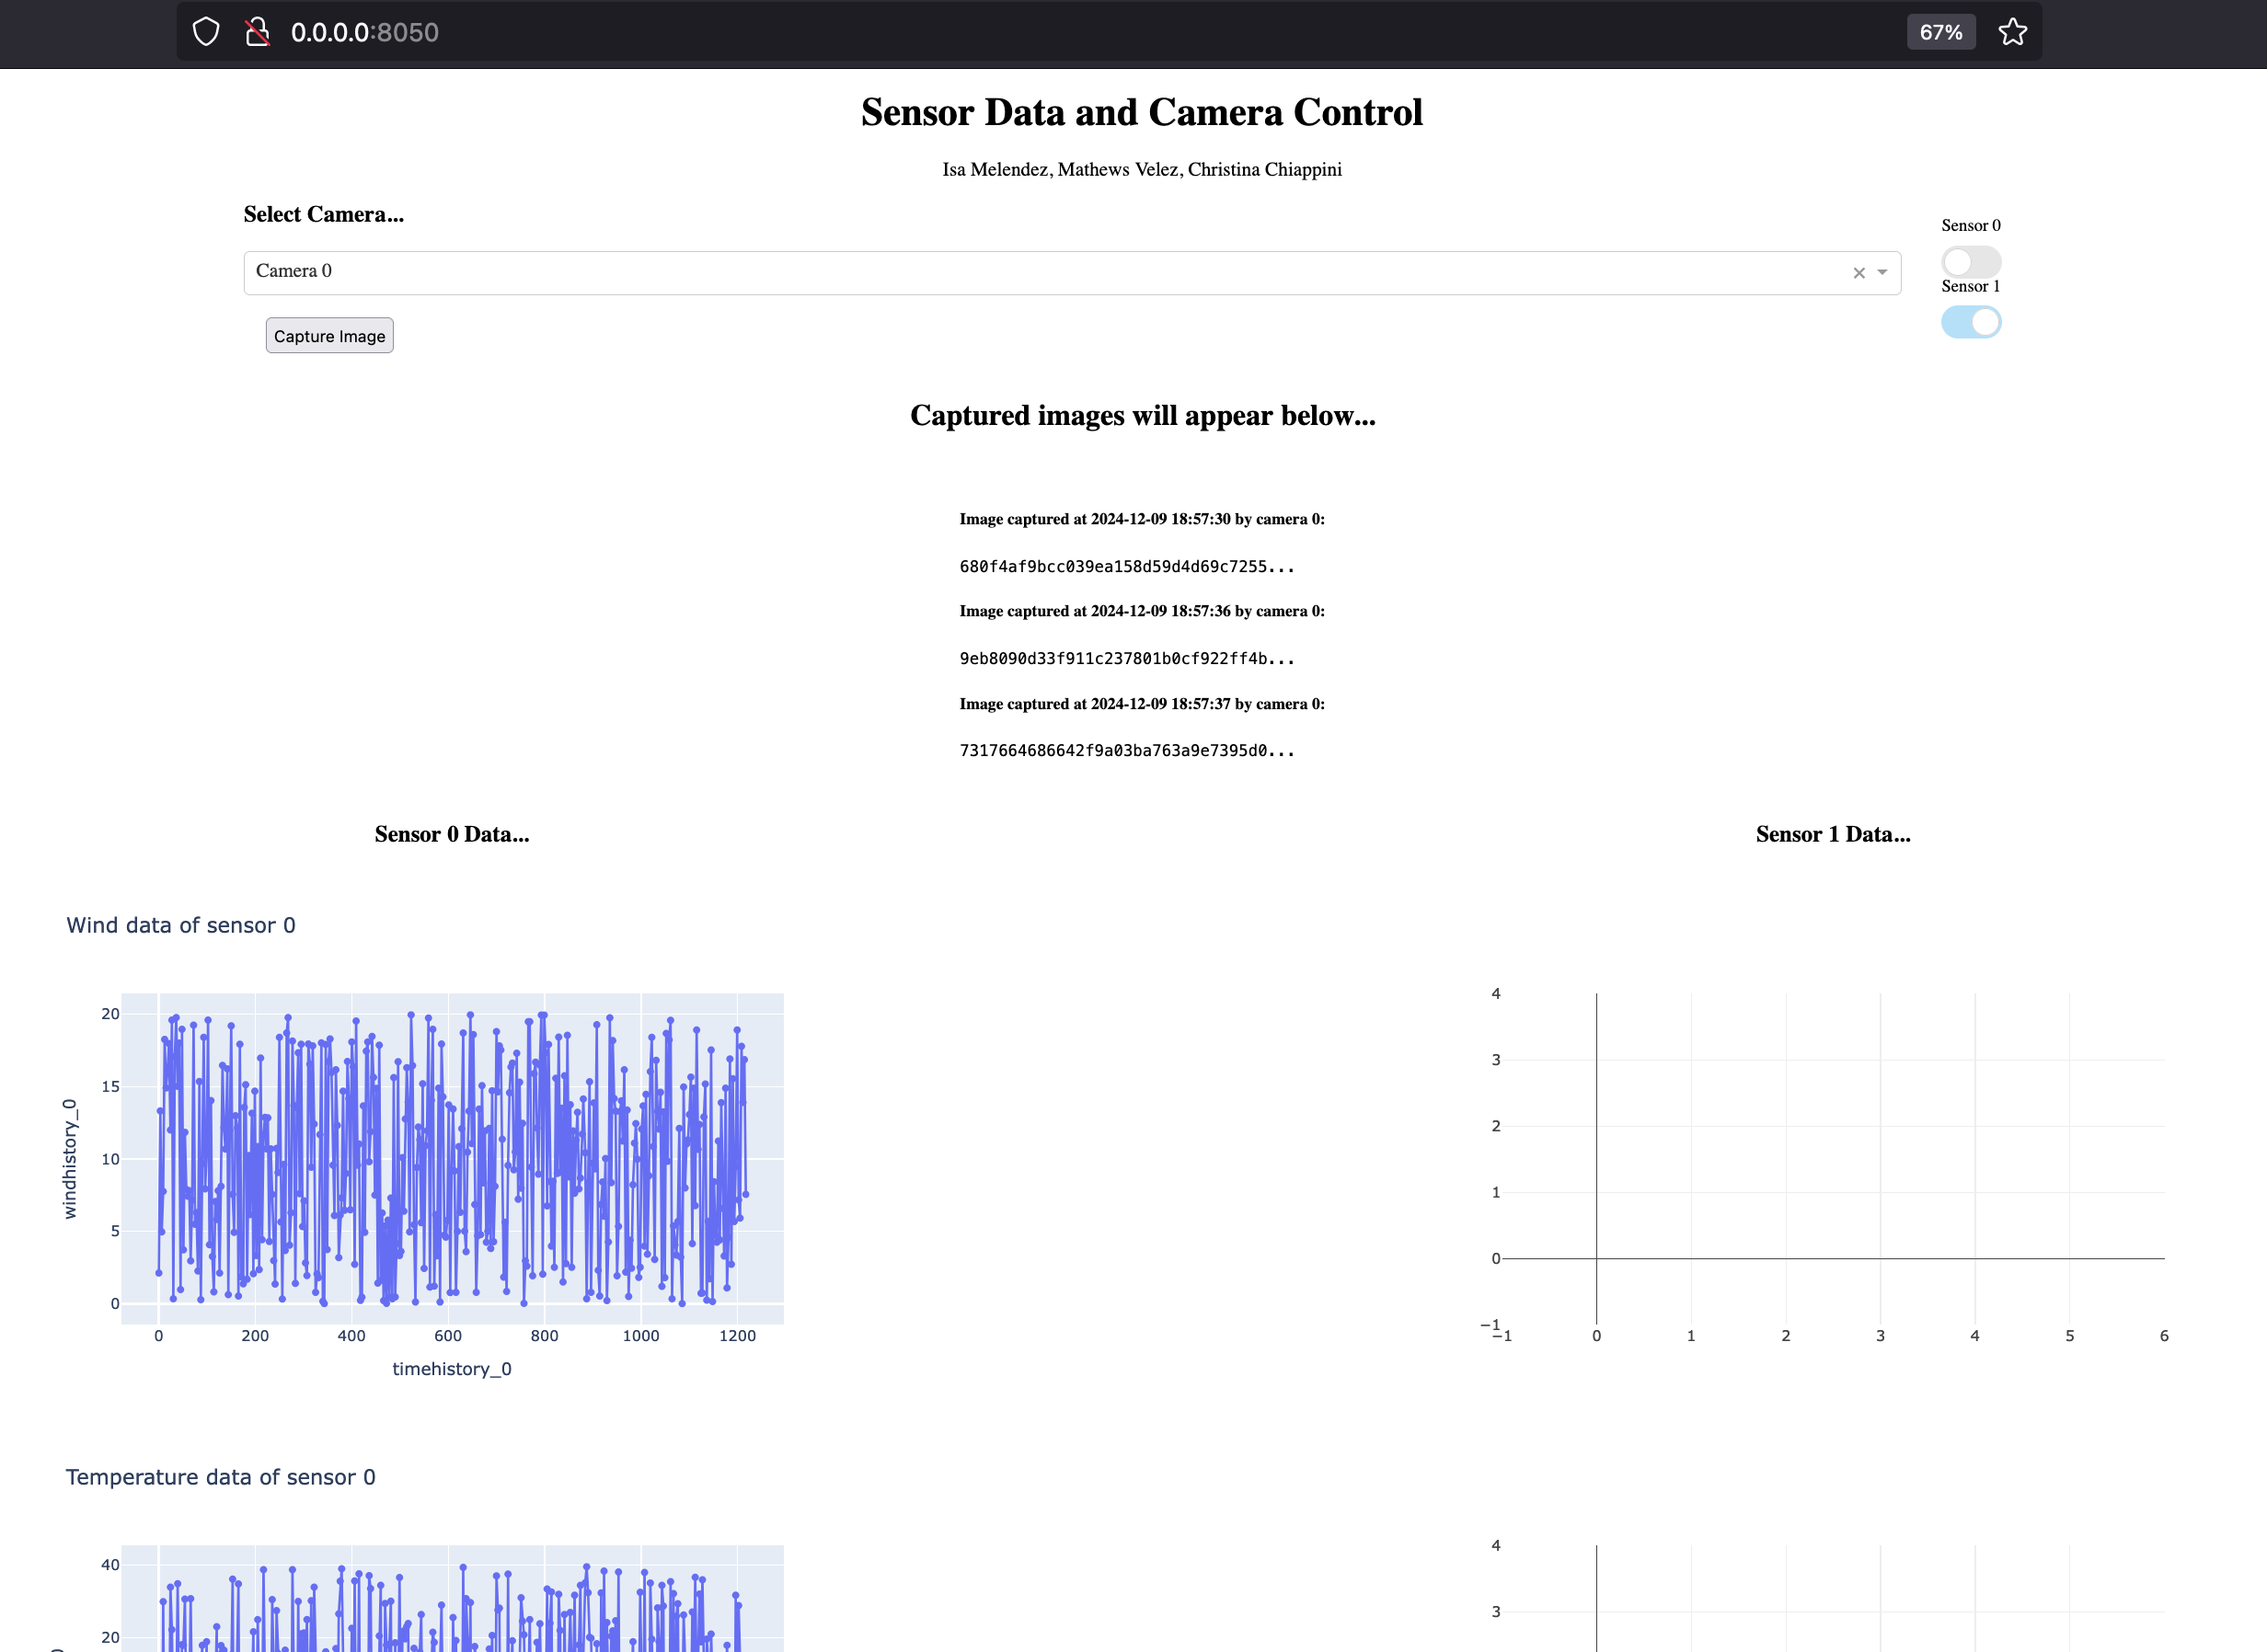 0.0.0.0:8050
67%
Sensor Data and Camera Control
Isa Melendez, Mathews Velez, Christina Chiappini
Select Camera...
Camera 0
Sensor 0
Sensor 1
Capture Image
Captured images will appear below...
Image captured at 2024-12-09 18:57:30 by camera 0:
680f4af9bcc039ea158d59d4d69c7255...
Image captured at 2024-12-09 18:57:36 by camera 0:
9eb8090d33f911c237801b0cf922ff4b...
Image captured at 2024-12-09 18:57:37 by camera 0:
7317664686642f9a03ba763a9e7395d0...
Sensor 0 Data...
Sensor 1 Data...
Wind data of sensor 0
20
15
10
5
0
windhistory_0
0 200 400 600 800 1000 1200
timehistory_0
4
3
2
1
0
−1
−1 0 1 2 3 4 5 6
Temperature data of sensor 0
40
20
4
3